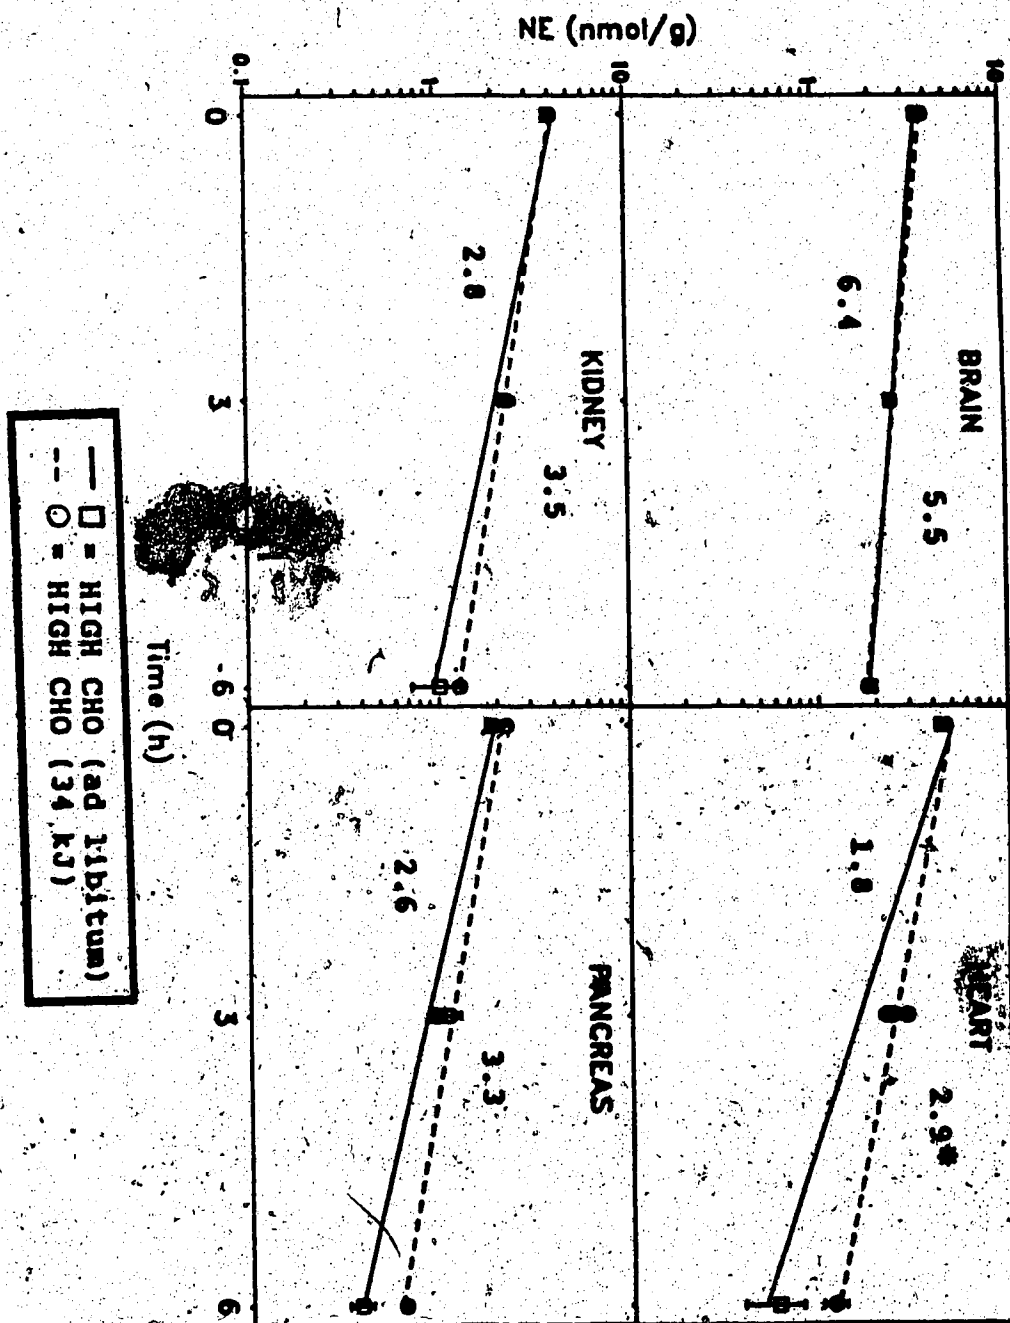 BRAIN
HEART
10
1
6.4
5.5
1.8
2.9*
NE (nmol/g)
KIDNEY
PANCREAS
10
1
0.1
2.8
3.5
2.6
3.3
0
3
6
0
3
6
Time (h)
□ = HIGH CHO (ad libitum)
○ = HIGH CHO (34 kJ)